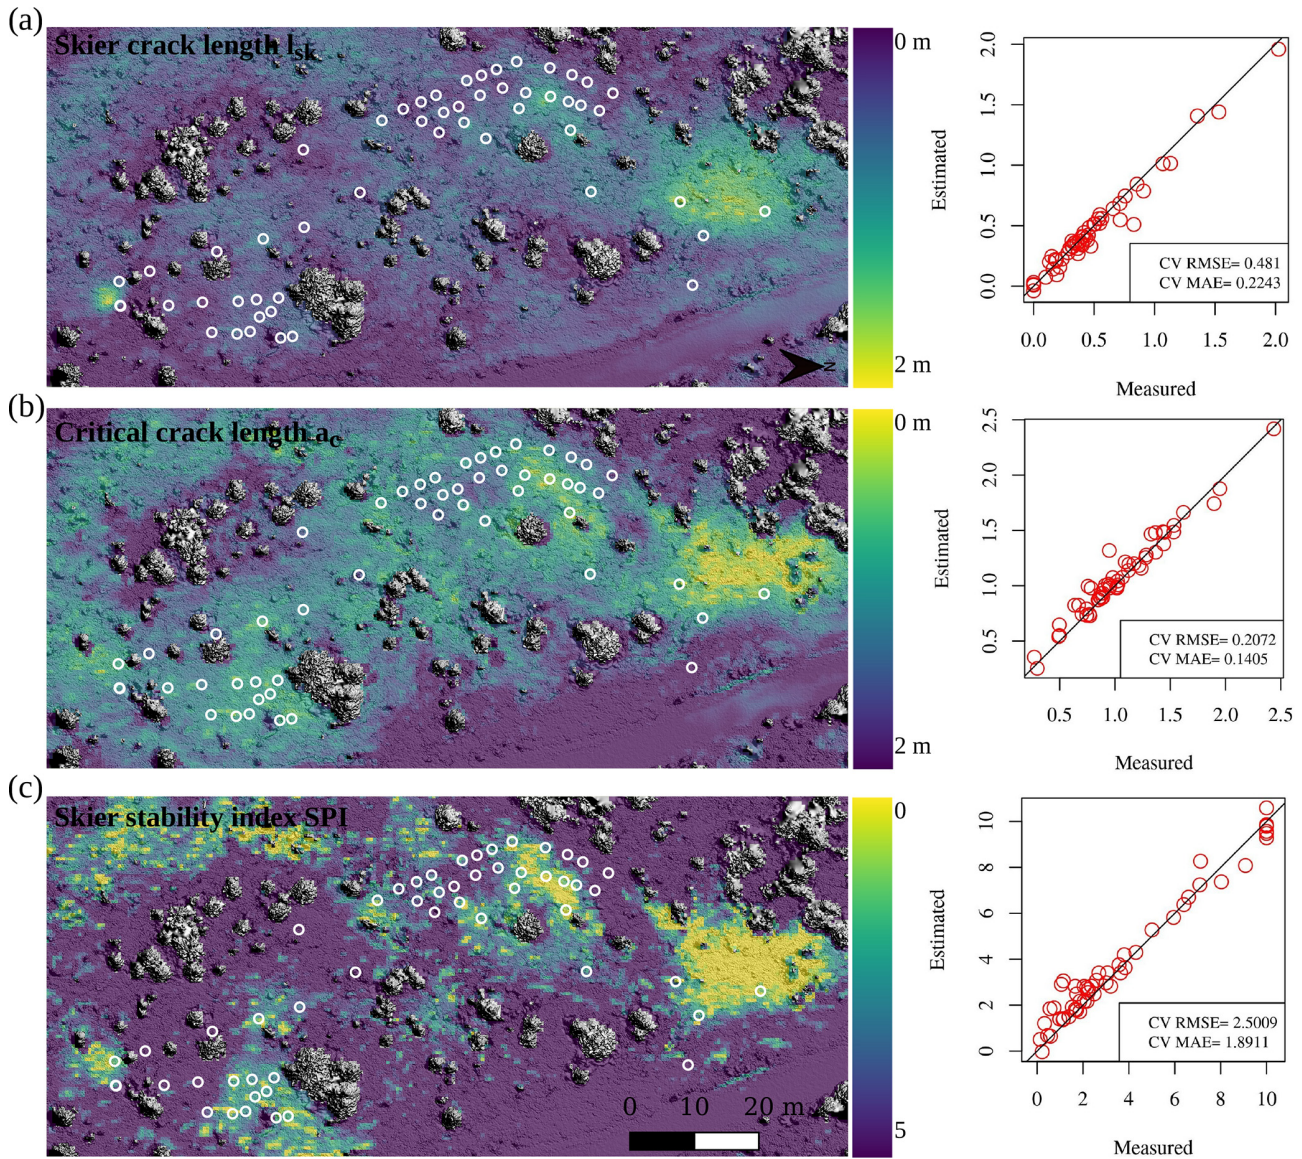 (a)
Skier crack length lsk
0 m
2 m
N
Estimated
2.0
1.5
1.0
0.5
0.0
CV RMSE= 0.481
CV MAE= 0.2243
0.0 0.5 1.0 1.5 2.0
Measured
(b)
Critical crack length ac
0 m
2 m
Estimated
2.5
2.0
1.5
1.0
0.5
CV RMSE= 0.2072
CV MAE= 0.1405
0.5 1.0 1.5 2.0 2.5
Measured
(c)
Skier stability index SPI
0 10 20 m
0
5
Estimated
10
8
6
4
2
0
CV RMSE= 2.5009
CV MAE= 1.8911
0 2 4 6 8 10
Measured